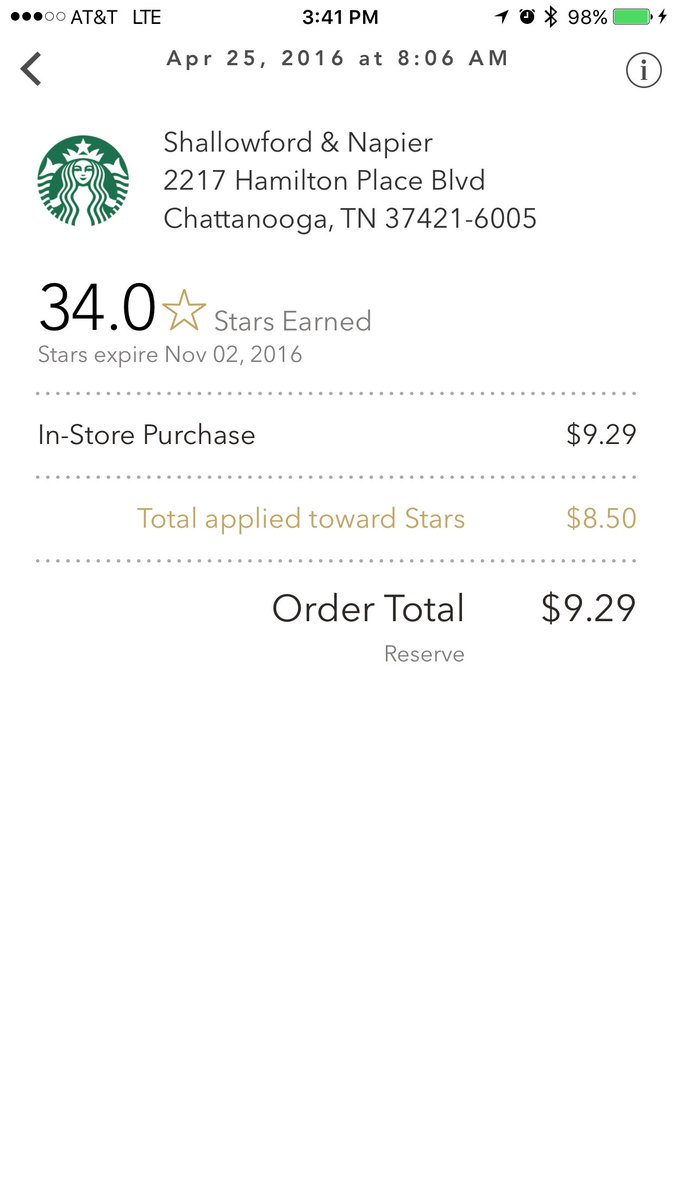 AT&T LTE 3:41 PM 98%
Apr 25, 2016 at 8:06 AM
Shallowford & Napier
2217 Hamilton Place Blvd
Chattanooga, TN 37421-6005
34.0 Stars Earned
Stars expire Nov 02, 2016
In-Store Purchase $9.29
Total applied toward Stars $8.50
Order Total $9.29
Reserve